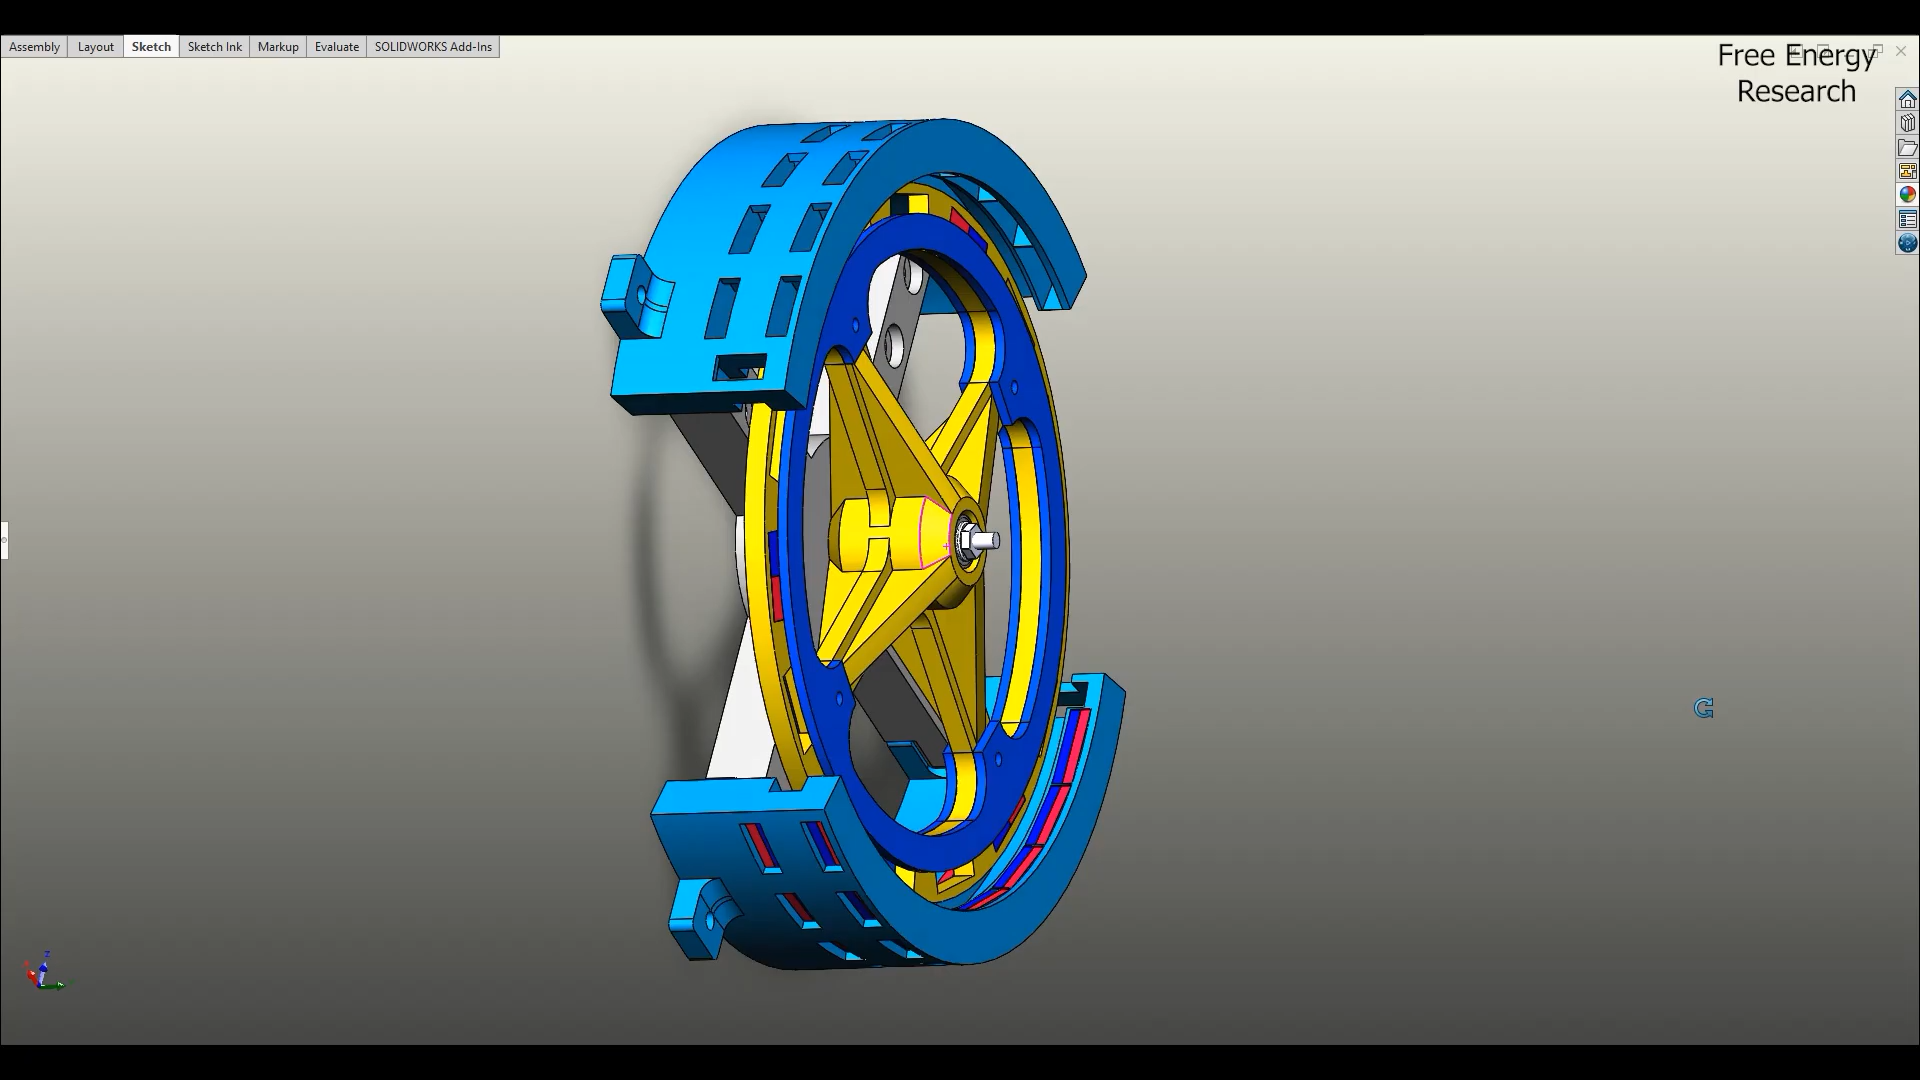 Assembly
Layout
Sketch
Sketch Ink
Markup
Evaluate
SOLIDWORKS Add-Ins
Free Energy
Research
Z